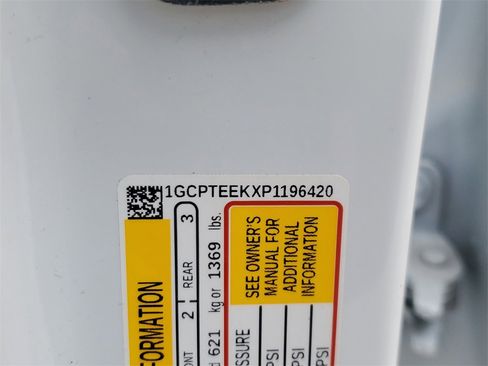 1GCPTEEKXP1196420
FORMATION
ONT 2 REAR 3
d 621 kg or 1369 lbs.
SEE OWNER'S
MANUAL FOR
ADDITIONAL
INFORMATION
SSURE
PSI
PSI
PSI